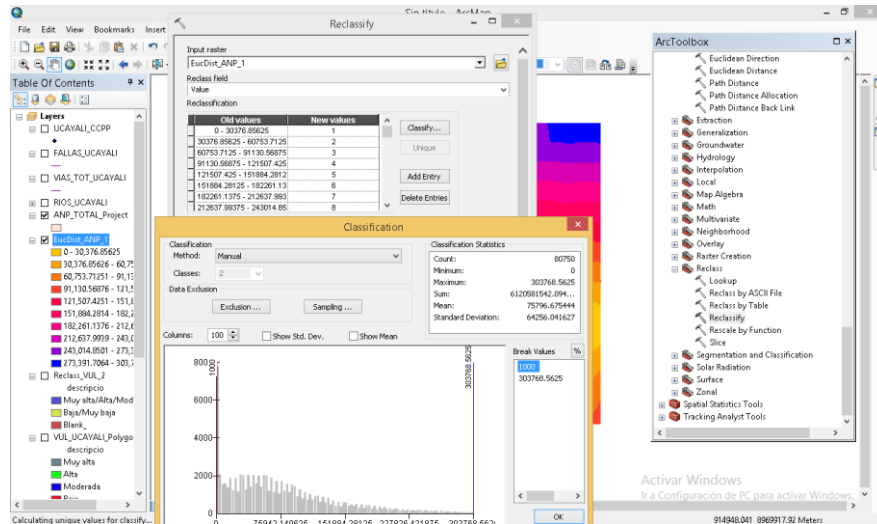 Sin título - ArcMap
File Edit View Bookmarks Insert
Table Of Contents
Layers
UCAYALI_CCPP
FALLAS_UCAYALI
VIAS_TOT_UCAYALI
RIOS_UCAYALI
ANP_TOTAL_Project
EucDist_ANP_1
0 - 30,376.85625
30,376.85626 - 60,75
60,753.71251 - 91,13
91,130.56876 - 121,5
121,507.4251 - 151,8
151,884.2814 - 182,2
182,261.1376 - 212,6
212,637.9939 - 243,0
243,014.8501 - 273,3
273,391.7064 - 303,7
Reclass_VUL_2
descripcio
Muy alta/Alta/Mod
Baja/Muy baja
Blank_
VUL_UCAYALI_Polygo
descripcio
Muy alta
Alta
Moderada
Baja
Calculating unique values for classify...
Reclassify
Input raster
EucDist_ANP_1
Reclass field
Value
Reclassification
Old values New values
0 - 30376.85625 1
30376.85625 - 60753.7125 2
60753.7125 - 91130.56875 3
91130.56875 - 121507.425 4
121507.425 - 151884.2812 5
151884.28125 - 182261.13 6
182261.1375 - 212637.993 7
212637.99375 - 243014.85 8
Classify...
Unique
Add Entry
Delete Entries
Classification
Classification
Method: Manual
Classes: 2
Data Exclusion
Exclusion ...
Sampling ...
Classification Statistics
Count: 80750
Minimum: 0
Maximum: 303768.5625
Sum: 6120581542.094...
Mean: 75796.675444
Standard Deviation: 64256.041627
Columns: 100
Show Std. Dev.
Show Mean
Break Values %
1000
303768.5625
8000
6000
4000
2000
0
1000
303768.5625
0 75942.140625 151884.28125 227826.421875 303768.562
OK
ArcToolbox
Euclidean Direction
Euclidean Distance
Path Distance
Path Distance Allocation
Path Distance Back Link
Extraction
Generalization
Groundwater
Hydrology
Interpolation
Local
Map Algebra
Math
Multivariate
Neighborhood
Overlay
Raster Creation
Reclass
Lookup
Reclass by ASCII File
Reclass by Table
Reclassify
Rescale by Function
Slice
Segmentation and Classification
Solar Radiation
Surface
Zonal
Spatial Statistics Tools
Tracking Analyst Tools
Activar Windows
Ir a Configuración de PC para activar Windows.
914948.041 8969917.92 Meters